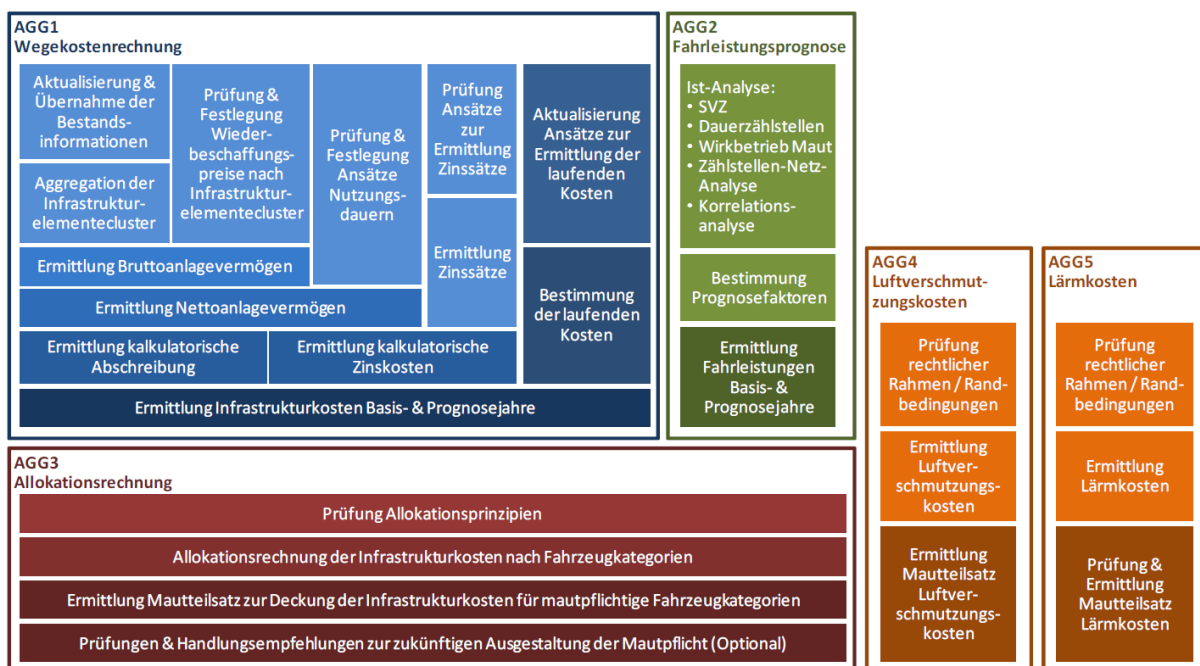 AGG1
Wegekostenrechnung
Aktualisierung &
Übernahme der
Bestands-
informationen
Aggregation der
Infrastruktur-
elementecluster
Prüfung &
Festlegung
Wieder-
beschaffungs-
preise nach
Infrastruktur-
elementecluster
Prüfung &
Festlegung
Ansätze
Nutzungs-
dauern
Prüfung
Ansätze
zur
Ermittlung
Zinssätze
Ermittlung
Zinssätze
Aktualisierung
Ansätze zur
Ermittlung der
laufenden
Kosten
Bestimmung
der laufenden
Kosten
Ermittlung Bruttoanlagevermögen
Ermittlung Nettoanlagevermögen
Ermittlung kalkulatorische
Abschreibung
Ermittlung kalkulatorische
Zinskosten
Ermittlung Infrastrukturkosten Basis- & Prognosejahre
AGG2
Fahrleistungsprognose
Ist-Analyse:
• SVZ
• Dauerzählstellen
• Wirkbetrieb Maut
• Zählstellen-Netz-
Analyse
• Korrelations-
analyse
Bestimmung
Prognosefaktoren
Ermittlung
Fahrleistungen
Basis- &
Prognosejahre
AGG3
Allokationsrechnung
Prüfung Allokationsprinzipien
Allokationsrechnung der Infrastrukturkosten nach Fahrzeugkategorien
Ermittlung Mautteilsatz zur Deckung der Infrastrukturkosten für mautpflichtige Fahrzeugkategorien
Prüfungen & Handlungsempfehlungen zur zukünftigen Ausgestaltung der Mautpflicht (Optional)
AGG4
Luftverschmut-
zungskosten
Prüfung
rechtlicher
Rahmen / Rand-
bedingungen
Ermittlung
Luftver-
schmutzungs-
kosten
Ermittlung
Mautteilsatz
Luftver-
schmutzungs-
kosten
AGG5
Lärmkosten
Prüfung
rechtlicher
Rahmen / Rand-
bedingungen
Ermittlung
Lärmkosten
Prüfung &
Ermittlung
Mautteilsatz
Lärmkosten